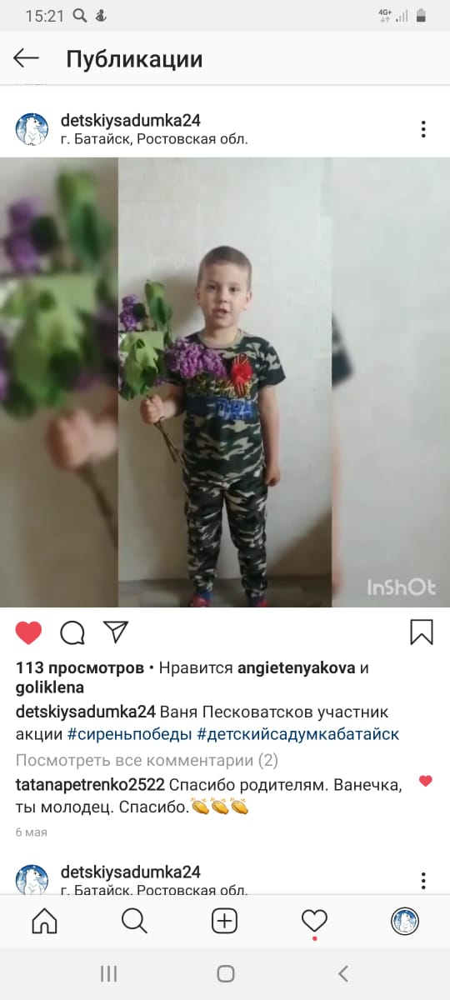 15:21
4G+
Публикации
detskiysadumka24
г. Батайск, Ростовская обл.
InShOt
113 просмотров • Нравится angietenyakova и
goliklena
detskiysadumka24 Ваня Песковатсков участник
акции #сиреньпобеды #детскийсадумкабатайск
Посмотреть все комментарии (2)
tatanapetrenko2522 Спасибо родителям. Ванечка,
ты молодец. Спасибо.👏👏👏
6 мая
detskiysadumka24
г. Батайск, Ростовская обл.